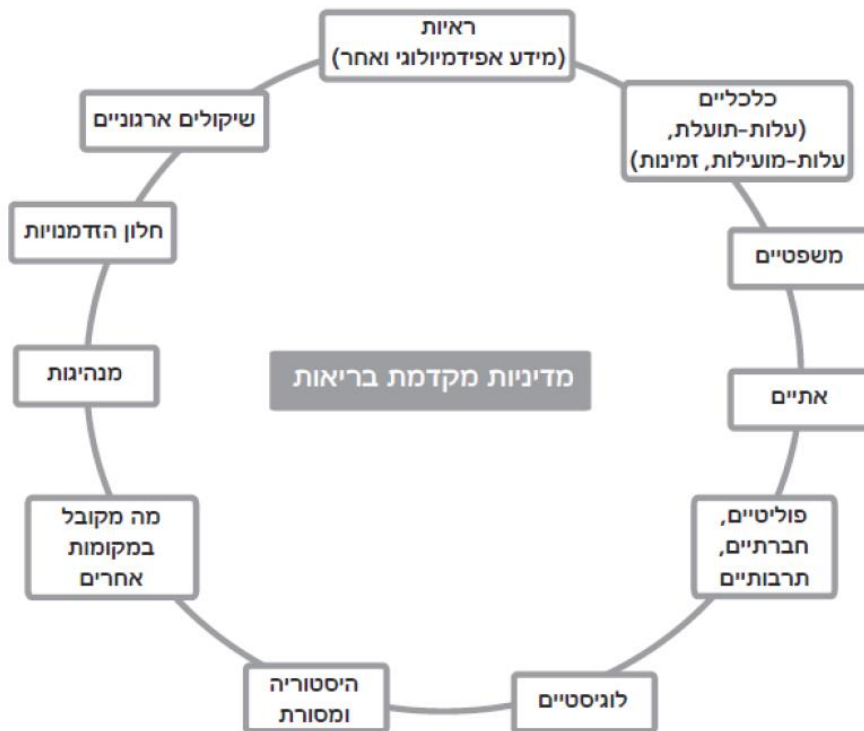 ראיות
(מידע אפידמיולוגי ואחר)
כלכליים
(עלות-תועלת,
עלות-מועילות, זמינות)
משפטיים
אתיים
פוליטיים,
חברתיים,
תרבותיים
לוגיסטיים
היסטוריה
ומסורת
מה מקובל
במקומות
אחרים
מנהיגות
חלון הזדמנויות
שיקולים ארגוניים
מדיניות מקדמת בריאות